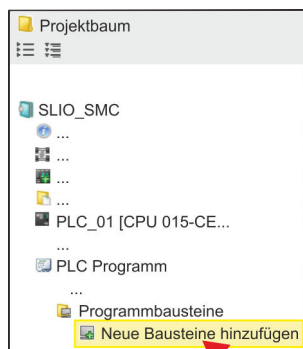 Projektbaum
SLIO_SMC
...
...
...
...
PLC_01 [CPU 015-CE...
...
PLC Programm
...
Programmbausteine
Neue Bausteine hinzufügen